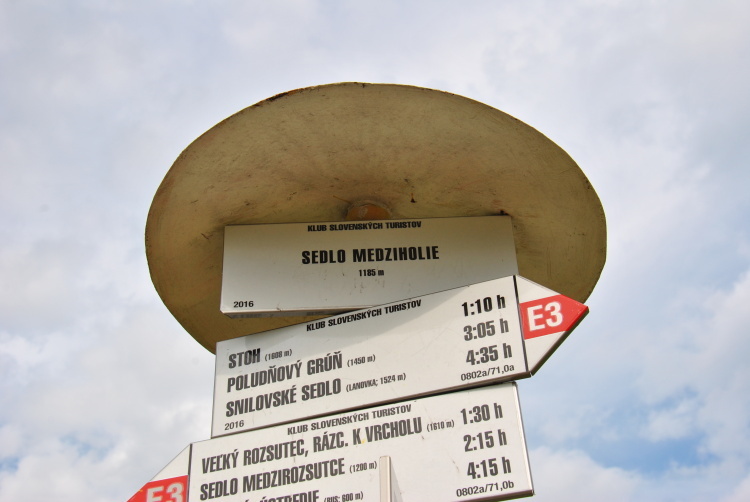 KLUB SLOVENSKÝCH TURISTOV
SEDLO MEDZIHOLIE
1185 m
2016
KLUB SLOVENSKÝCH TURISTOV
STOH (1608 m) 1:10 h
POLUDŇOVÝ GRÚŇ (1450 m) 3:05 h
SNILOVSKÉ SEDLO (LANOVKA; 1524 m) 4:35 h
2016 0802a/71,0a
E3
KLUB SLOVENSKÝCH TURISTOV
VEĽKÝ ROZSUTEC, RÁZC. K VRCHOLU (1610 m) 1:30 h
SEDLO MEDZIROZSUTCE (1200 m) 2:15 h
(BUS; 600 m) 4:15 h
0802a/71,0b
E3